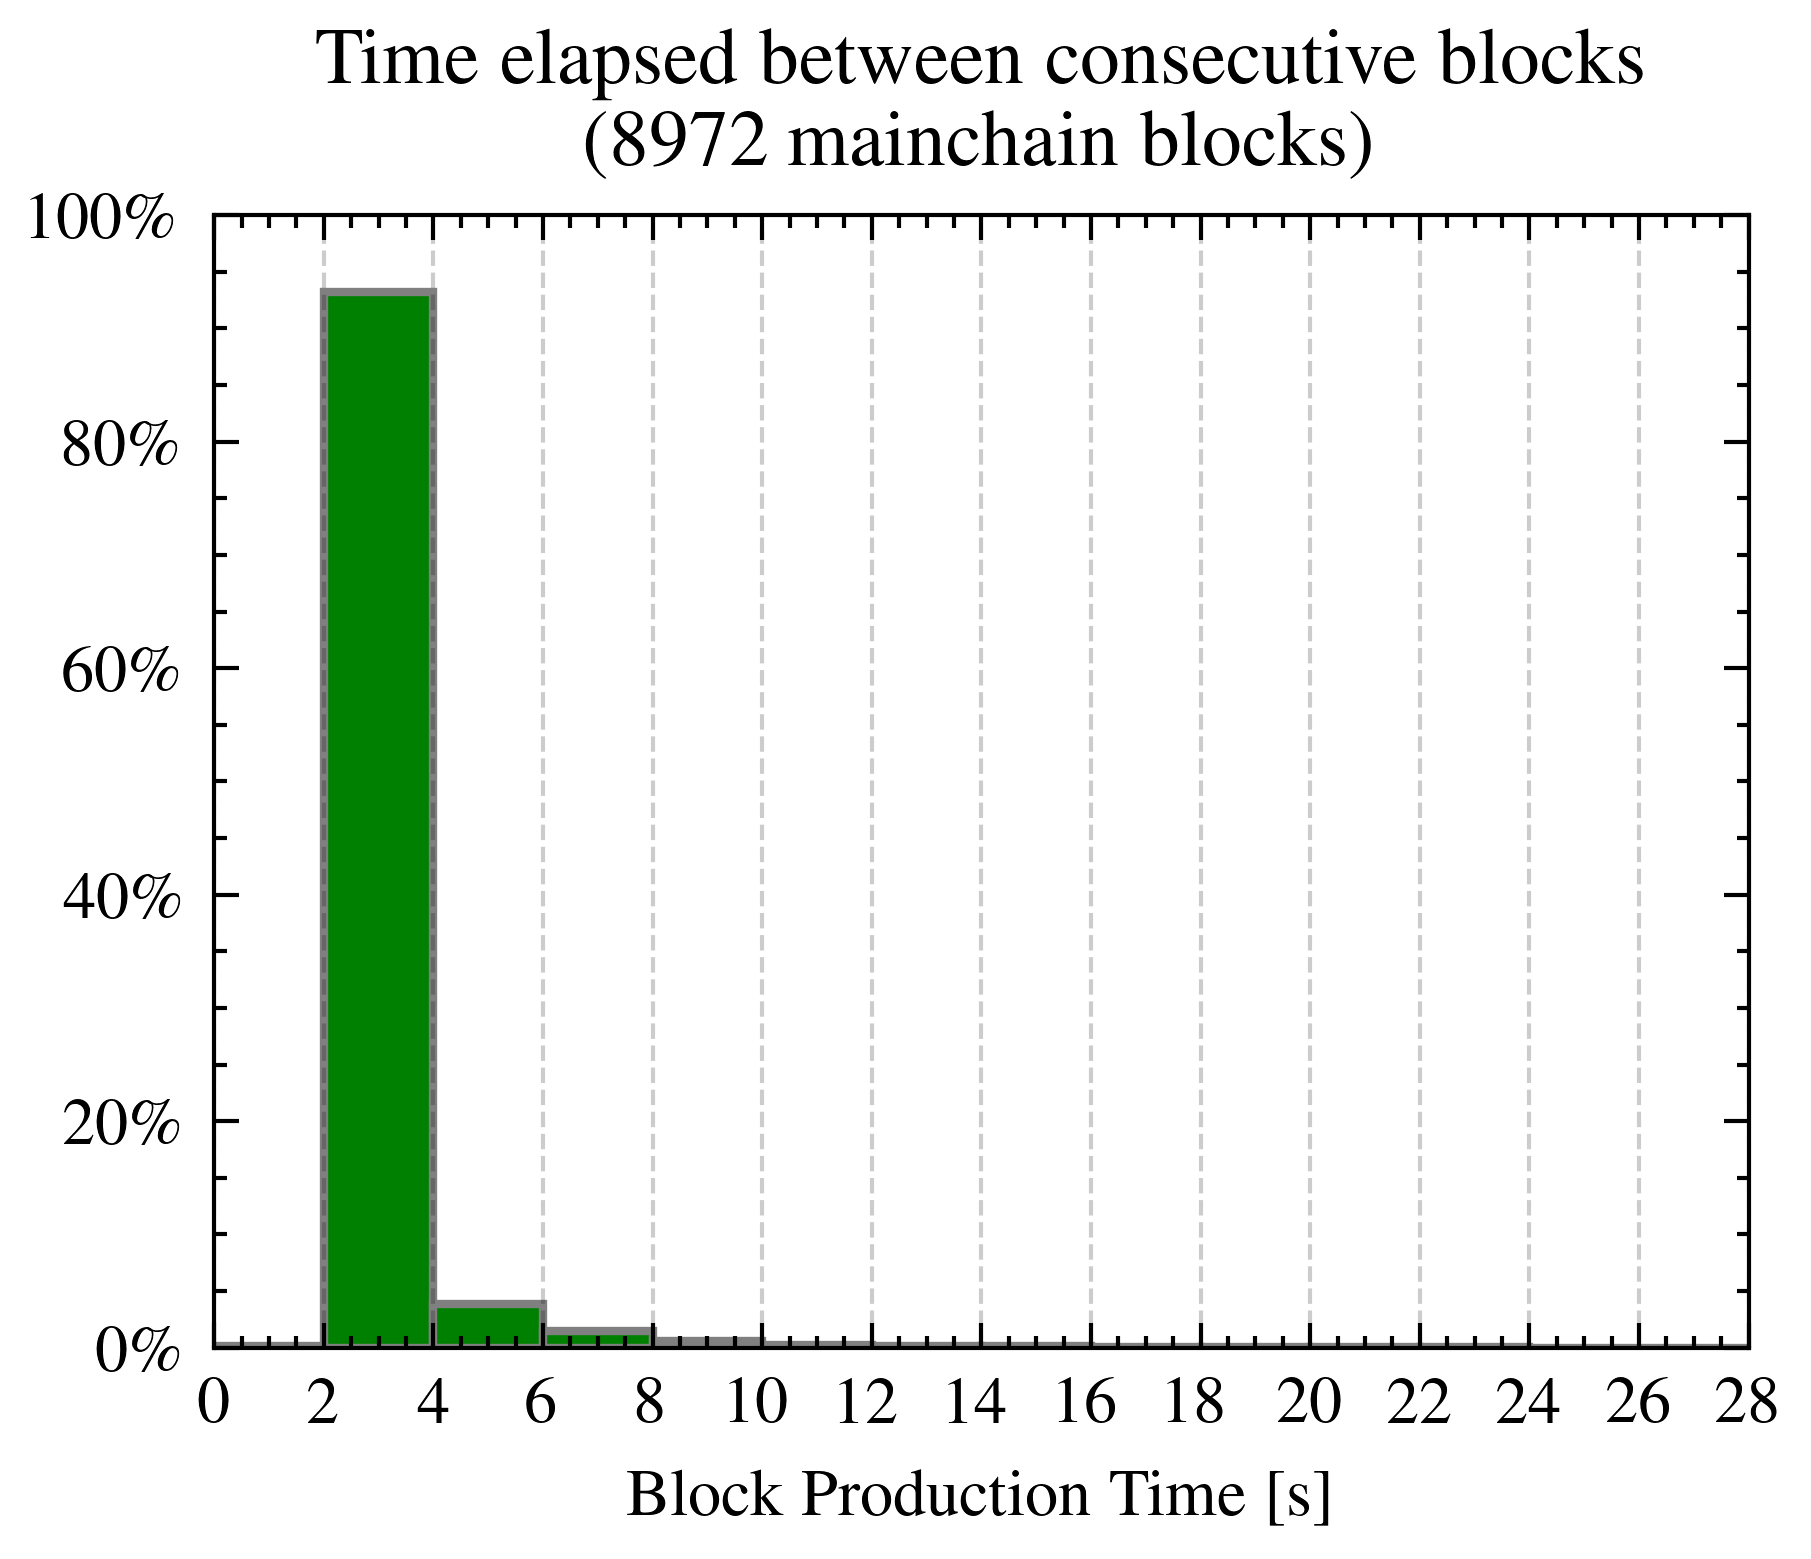 Time elapsed between consecutive blocks
(8972 mainchain blocks)
100%
80%
60%
40%
20%
0%
0 2 4 6 8 10 12 14 16 18 20 22 24 26 28
Block Production Time [s]